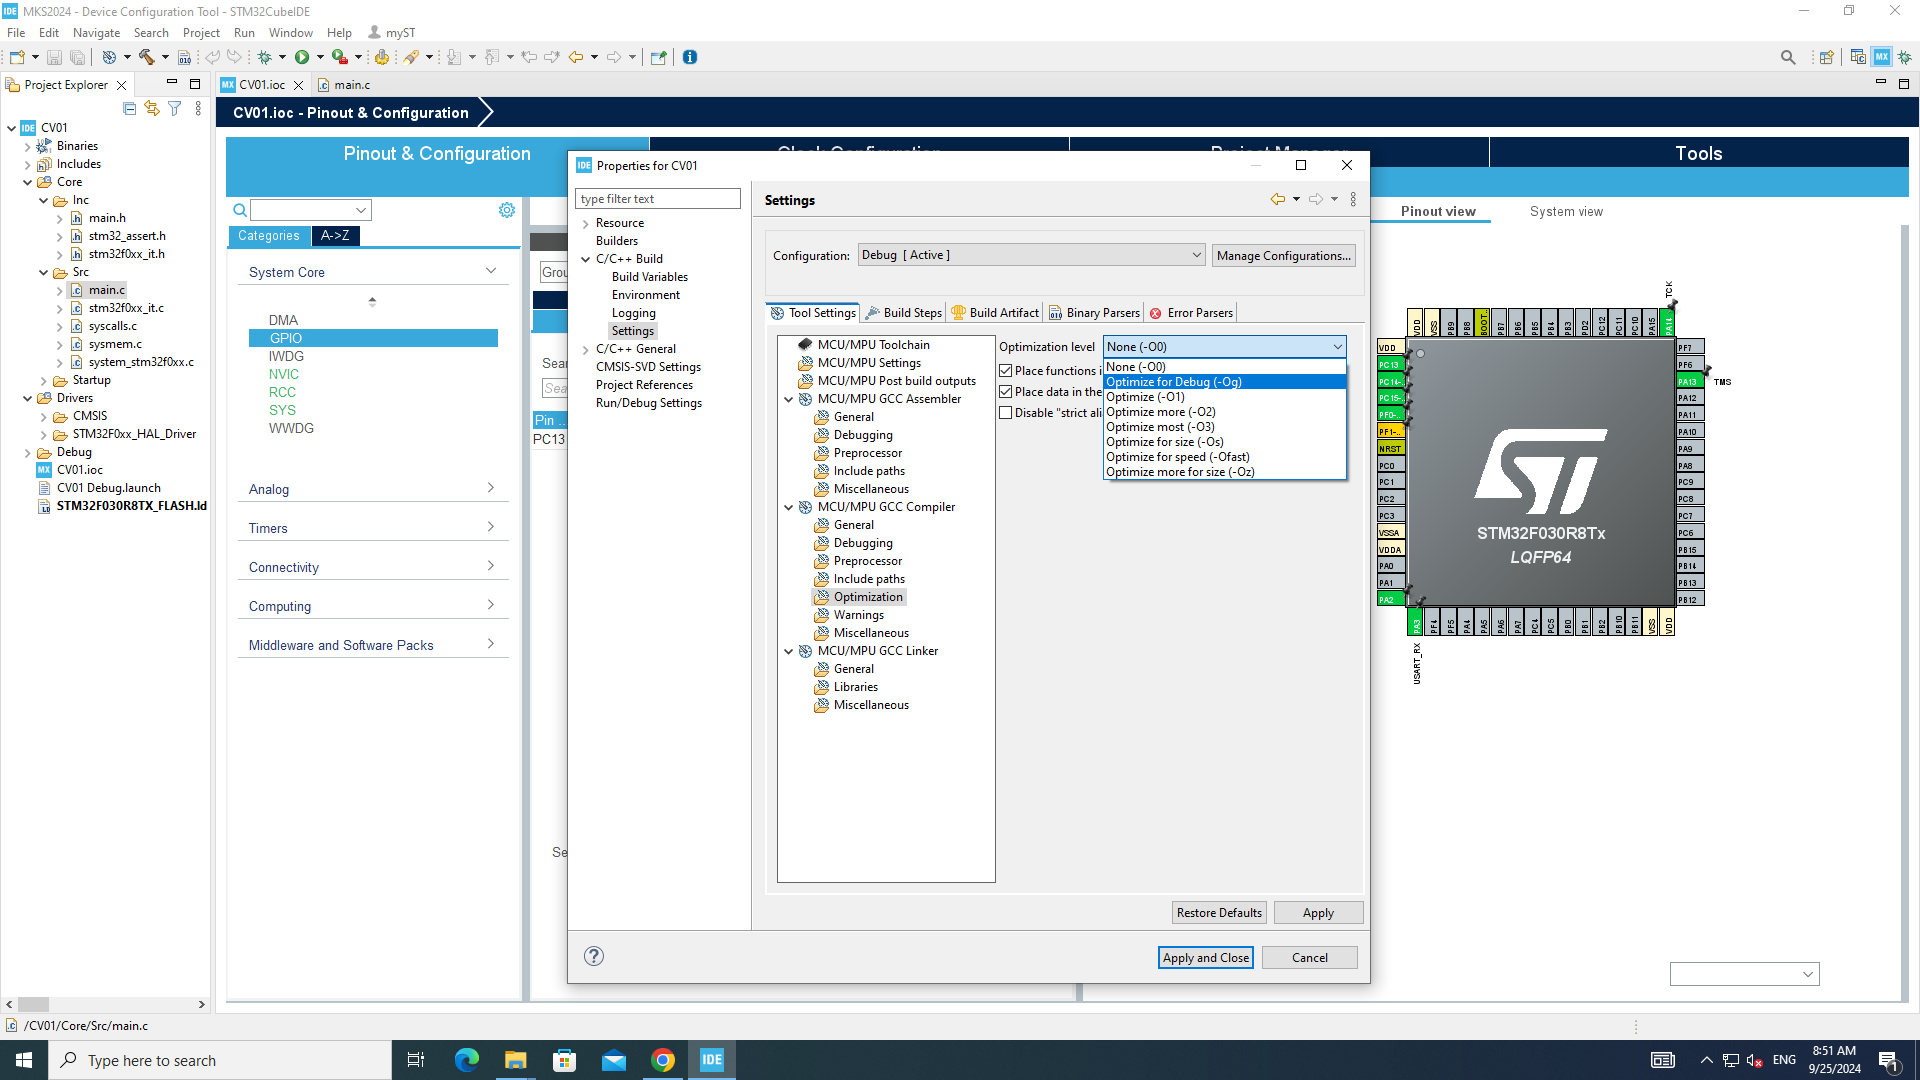 MKS2024 - Device Configuration Tool - STM32CubeIDE
File Edit Navigate Search Project Run Window Help myST
Project Explorer
CV01.ioc
main.c
CV01.ioc - Pinout & Configuration
Pinout & Configuration
Tools
CV01
Binaries
Includes
Core
Inc
main.h
stm32_assert.h
stm32f0xx_it.h
Src
main.c
stm32f0xx_it.c
syscalls.c
sysmem.c
system_stm32f0xx.c
Startup
Drivers
CMSIS
STM32F0xx_HAL_Driver
Debug
CV01.ioc
CV01 Debug.launch
STM32F030R8TX_FLASH.ld
Categories
A->Z
System Core
DMA
GPIO
IWDG
NVIC
RCC
SYS
WWDG
Analog
Timers
Connectivity
Computing
Middleware and Software Packs
Grou
Sear
Sea
Pin ...
PC13
Se
Properties for CV01
type filter text
Resource
Builders
C/C++ Build
Build Variables
Environment
Logging
Settings
C/C++ General
CMSIS-SVD Settings
Project References
Run/Debug Settings
Settings
Configuration: Debug [ Active ]
Manage Configurations...
Tool Settings
Build Steps
Build Artifact
Binary Parsers
Error Parsers
MCU/MPU Toolchain
MCU/MPU Settings
MCU/MPU Post build outputs
MCU/MPU GCC Assembler
General
Debugging
Preprocessor
Include paths
Miscellaneous
MCU/MPU GCC Compiler
General
Debugging
Preprocessor
Include paths
Optimization
Warnings
Miscellaneous
MCU/MPU GCC Linker
General
Libraries
Miscellaneous
Optimization level None (-O0)
Place functions i
Place data in the
Disable "strict ali
None (-O0)
Optimize for Debug (-Og)
Optimize (-O1)
Optimize more (-O2)
Optimize most (-O3)
Optimize for size (-Os)
Optimize for speed (-Ofast)
Optimize more for size (-Oz)
Restore Defaults
Apply
Apply and Close
Cancel
Pinout view
System view
TCK
VDD VSS PB9 PB8 BOOT.. PB7 PB6 PB5 PB4 PB3 PD2 PC12 PC11 PC10 PA15 PA14
VDD
PC13
PC14-
PC15-
PF0-..
PF1-..
NRST
PC0
PC1
PC2
PC3
VSSA
VDDA
PA0
PA1
PA2
PF7
PF6
PA13 TMS
PA12
PA11
PA10
PA9
PA8
PC9
PC8
PC7
PC6
PB15
PB14
PB13
PB12
ST
STM32F030R8Tx
LQFP64
PA3 PF4 PF5 PA4 PA5 PA6 PA7 PC4 PC5 PB0 PB1 PB2 PB10 PB11 VSS VDD
USART_RX
/CV01/Core/Src/main.c
Type here to search
IDE
ENG
8:51 AM
9/25/2024
1